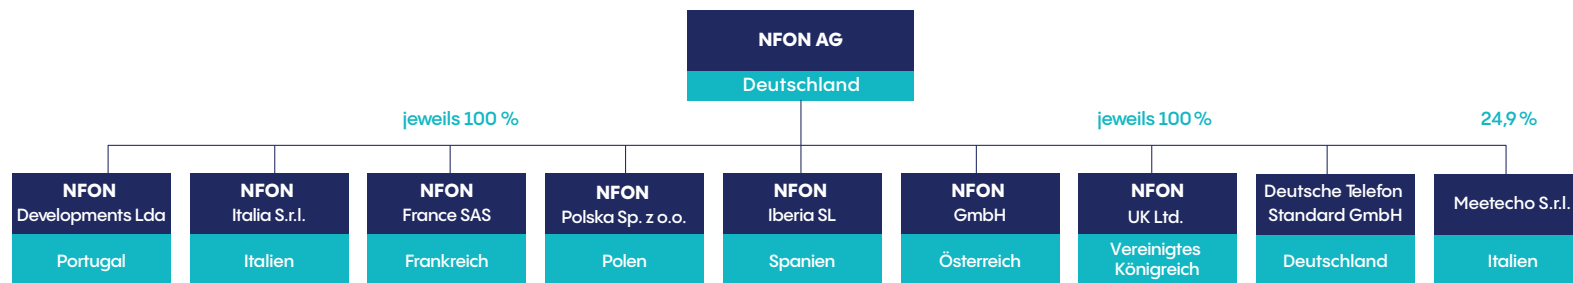 NFON AG
Deutschland
jeweils 100 %
jeweils 100 %
24,9 %
NFON
Developments Lda
Portugal
NFON
Italia S.r.l.
Italien
NFON
France SAS
Frankreich
NFON
Polska Sp. z o.o.
Polen
NFON
Iberia SL
Spanien
NFON
GmbH
Österreich
NFON
UK Ltd.
Vereinigtes
Königreich
Deutsche Telefon
Standard GmbH
Deutschland
Meetecho S.r.l.
Italien